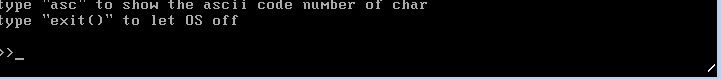 type "asc" to show the ascii code number of char
type "exit()" to let OS off
>>_